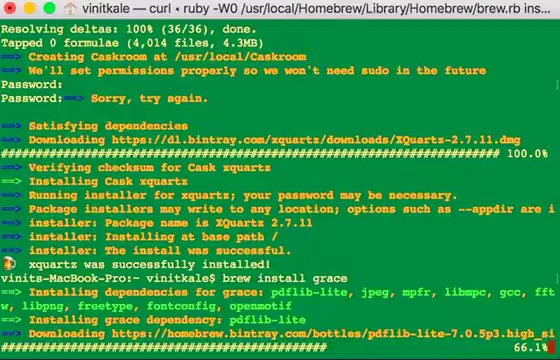 vinitkale — curl ◂ ruby -W0 /usr/local/Homebrew/Library/Homebrew/brew.rb ins...
Resolving deltas: 100% (36/36), done.
Tapped 0 formulae (4,014 files, 4.3MB)
==> Creating Caskroom at /usr/local/Caskroom
==> We'll set permissions properly so we won't need sudo in the future
Password:
Password:==> Sorry, try again.
==> Satisfying dependencies
==> Downloading https://dl.bintray.com/xquartz/downloads/XQuartz-2.7.11.dmg
######################################################################## 100.0%
==> Verifying checksum for Cask xquartz
==> Installing Cask xquartz
==> Running installer for xquartz; your password may be necessary.
==> Package installers may write to any location; options such as --appdir are i
==> installer: Package name is XQuartz 2.7.11
==> installer: Installing at base path /
==> installer: The install was successful.
🍺  xquartz was successfully installed!
vinits-MacBook-Pro:~ vinitkale$ brew install grace
==> Installing dependencies for grace: pdflib-lite, jpeg, mpfr, libmpc, gcc, fft
w, libpng, freetype, fontconfig, openmotif
==> Installing grace dependency: pdflib-lite
==> Downloading https://homebrew.bintray.com/bottles/pdflib-lite-7.0.5p3.high_si
############################################### 66.1%